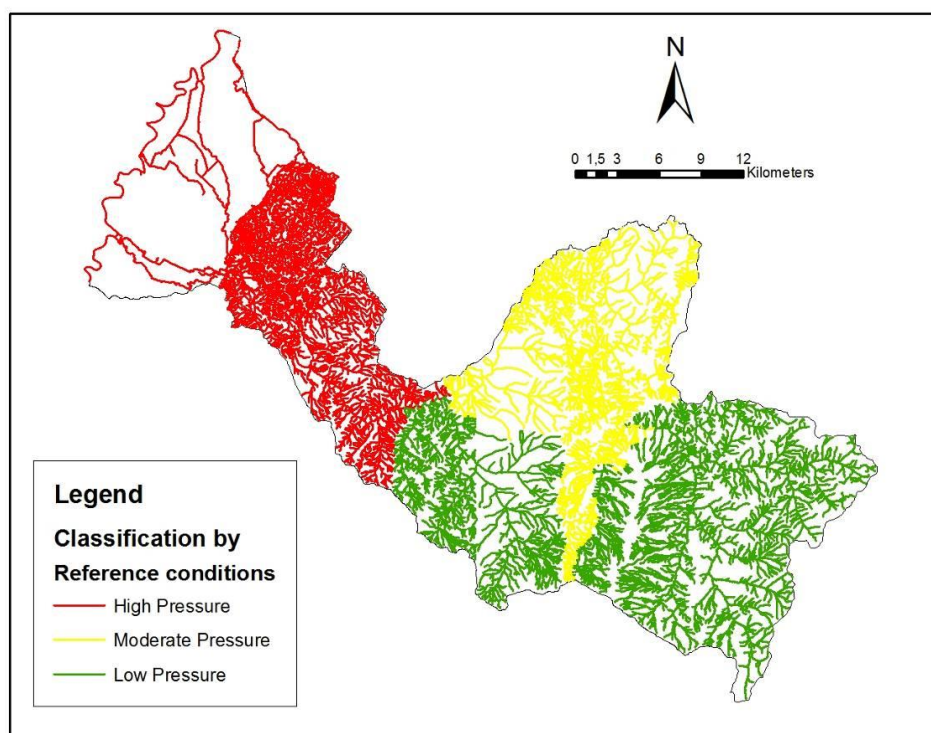 N
0 1,5 3 6 9 12
Kilometers
Legend
Classification by
Reference conditions
High Pressure
Moderate Pressure
Low Pressure